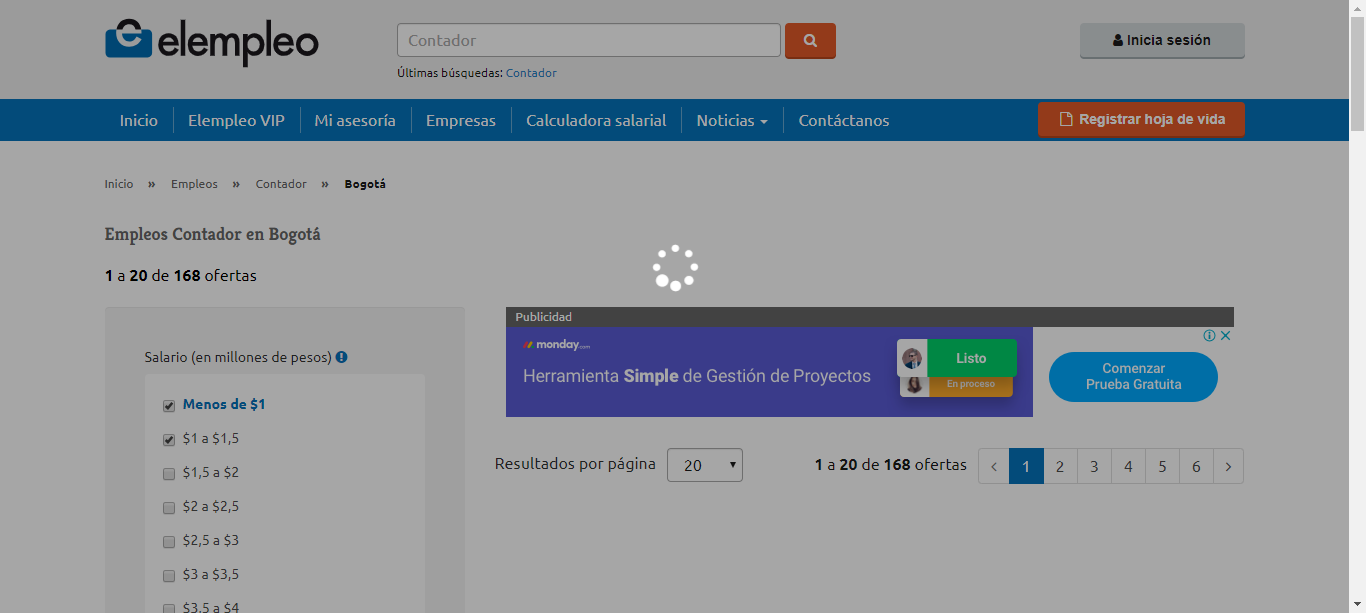 elempleo
Contador
Últimas búsquedas: Contador
Inicia sesión
Inicio
Elempleo VIP
Mi asesoría
Empresas
Calculadora salarial
Noticias
Contáctanos
Registrar hoja de vida
Inicio » Empleos » Contador » Bogotá
Empleos Contador en Bogotá
1 a 20 de 168 ofertas
Salario (en millones de pesos)
Menos de $1
$1 a $1,5
$1,5 a $2
$2 a $2,5
$2,5 a $3
$3 a $3,5
$3,5 a $4
Publicidad
monday.com
Herramienta Simple de Gestión de Proyectos
Listo
En proceso
Comenzar
Prueba Gratuita
Resultados por página 20
1 a 20 de 168 ofertas
‹ 1 2 3 4 5 6 ›